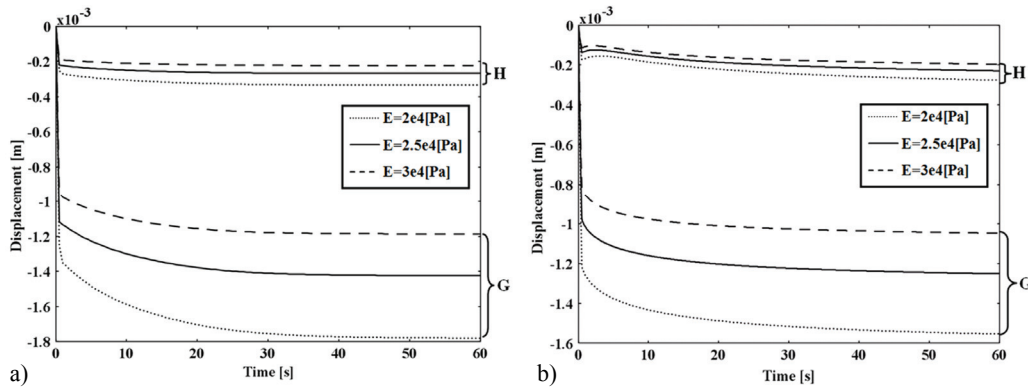 x10⁻³
0
-0.2
-0.4
-0.6
-0.8
-1
-1.2
-1.4
-1.6
-1.8
Displacement [m]
0 10 20 30 40 50 60
Time [s]
E=2e4[Pa]
E=2.5e4[Pa]
E=3e4[Pa]
H
G
a)
x10⁻³
0
-0.2
-0.4
-0.6
-0.8
-1
-1.2
-1.4
-1.6
Displacement [m]
0 10 20 30 40 50 60
Time [s]
E=2e4[Pa]
E=2.5e4[Pa]
E=3e4[Pa]
H
G
b)